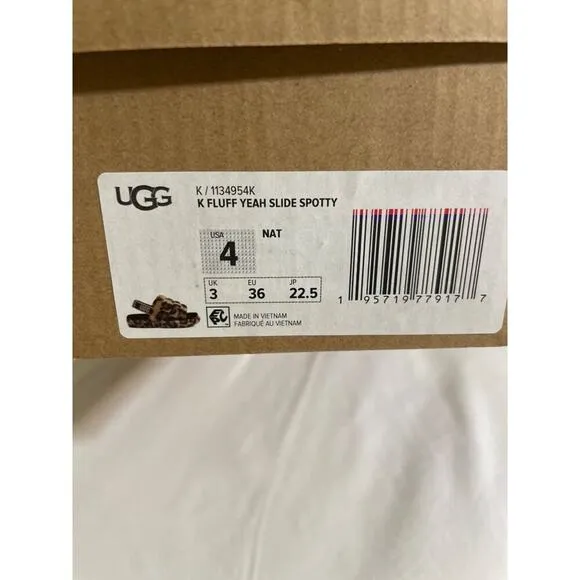 UGG
K / 1134954K
K FLUFF YEAH SLIDE SPOTTY
USA
4
NAT
UK EU JP
3 36 22.5
MADE IN VIETNAM
FABRIQUÉ AU VIETNAM
1 95719 77917 7